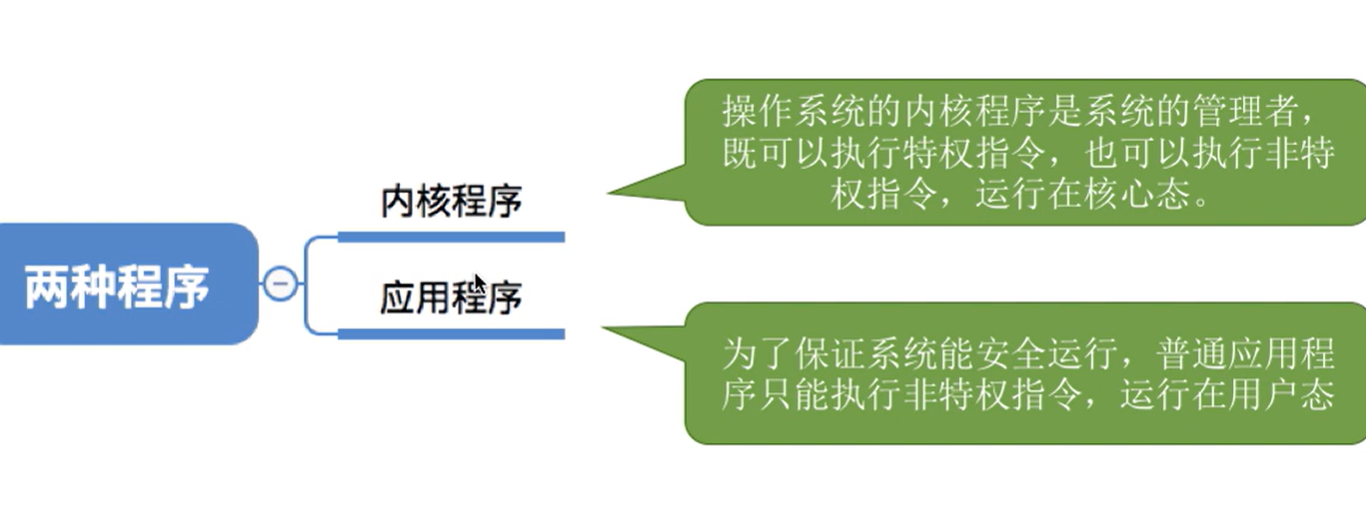 两种程序
内核程序
操作系统的内核程序是系统的管理者，
既可以执行特权指令，也可以执行非特
权指令，运行在核心态。
应用程序
为了保证系统能安全运行，普通应用程
序只能执行非特权指令，运行在用户态